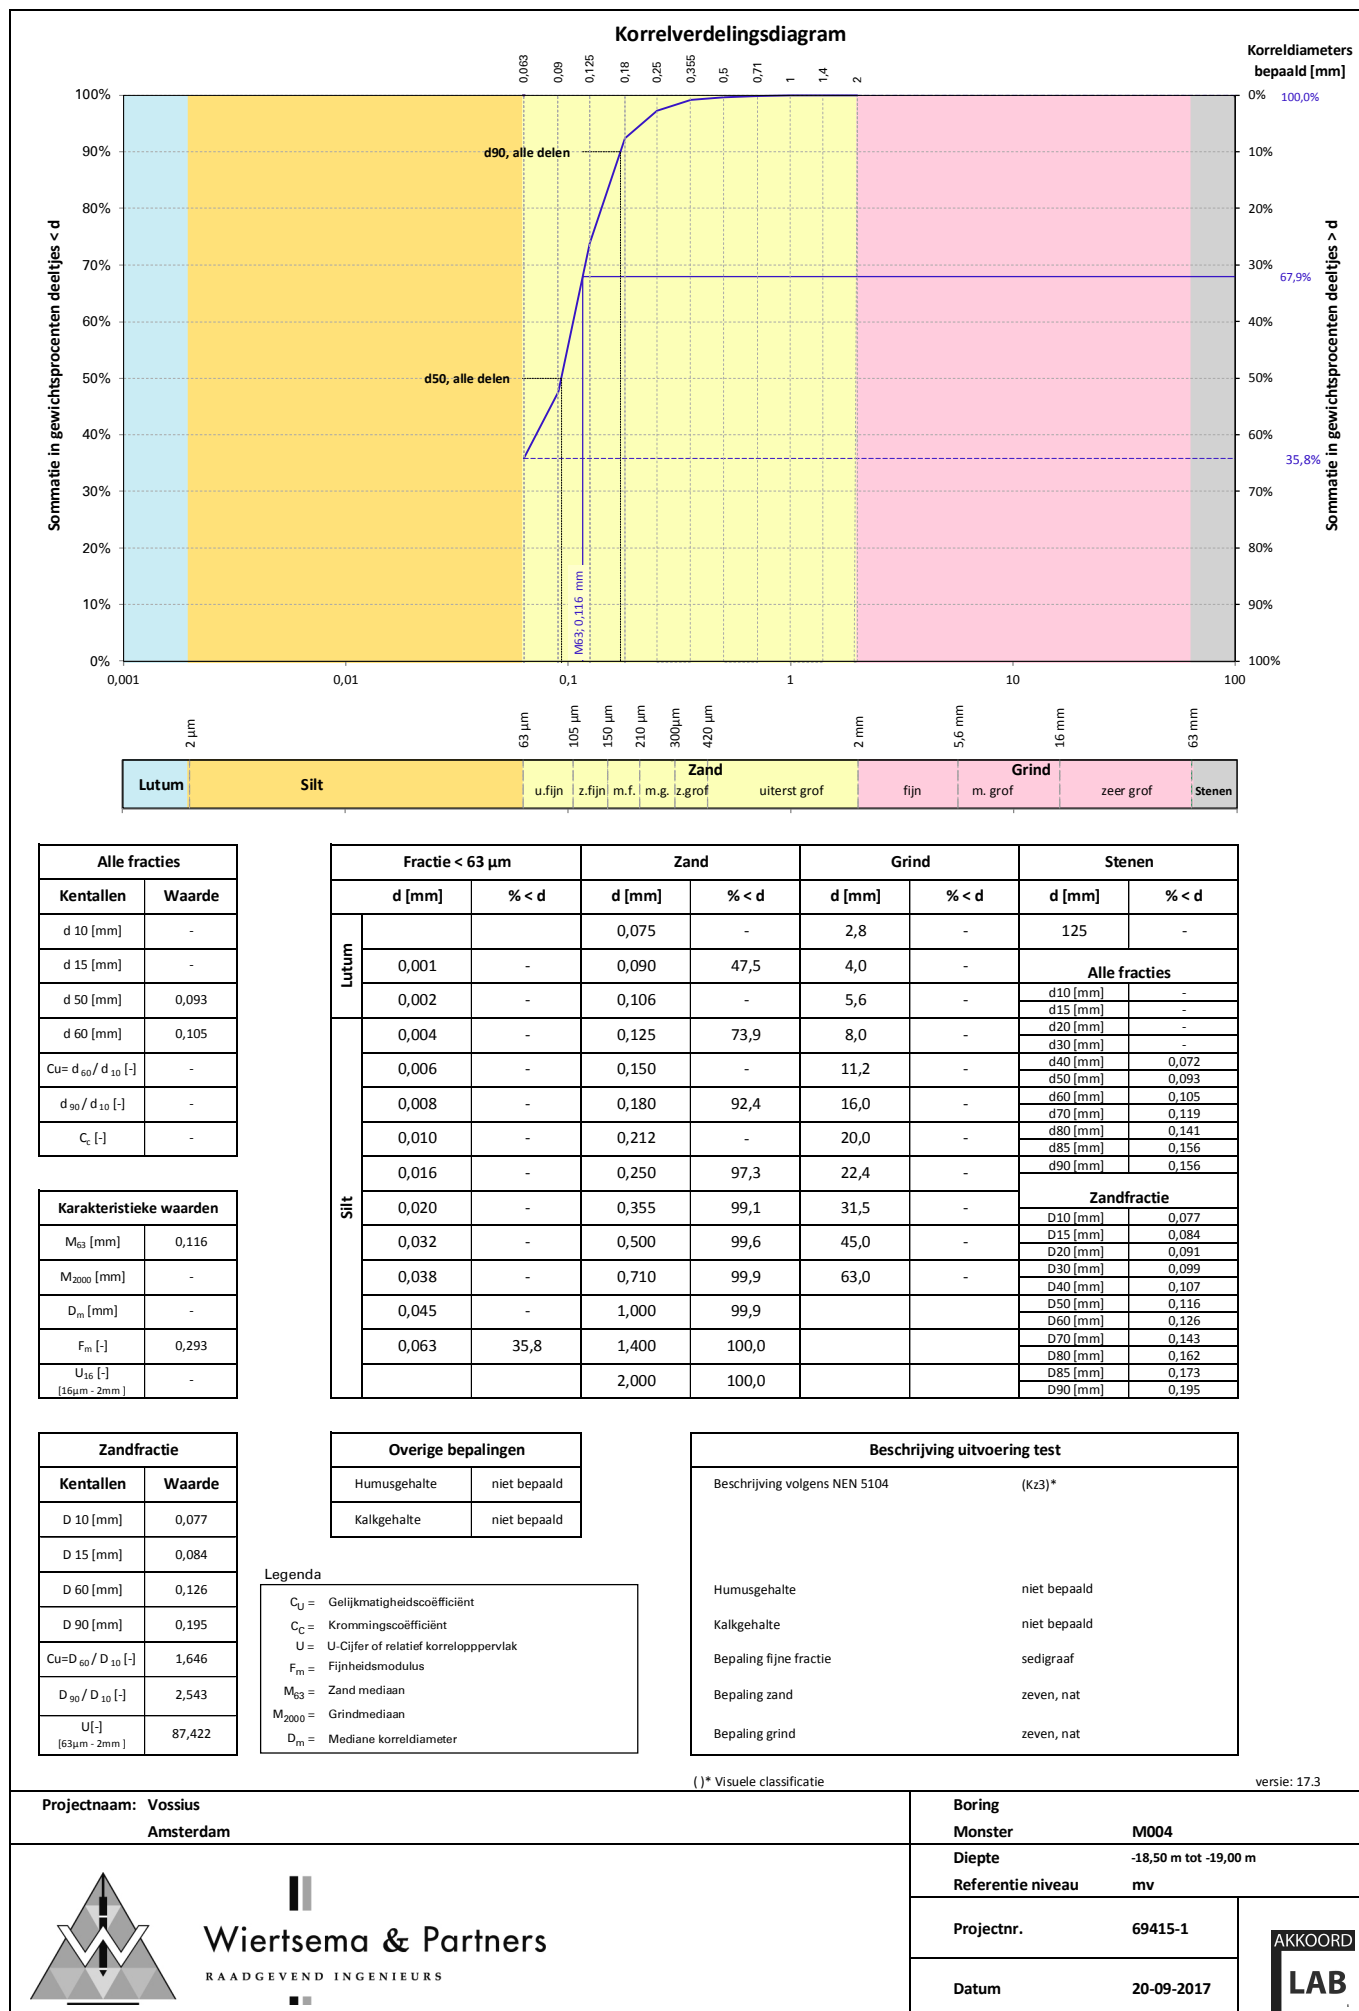 Korrelverdelingsdiagram
Korreldiameters
bepaald [mm]
0,063 0,09 0,125 0,18 0,25 0,355 0,5 0,71 1 1,4 2
100% 0% 100,0%
90% d90, alle delen 10%
80% 20%
70% 30%
67,9%
60% 40%
50% d50, alle delen 50%
40% 60%
35,8%
30% 70%
20% 80%
10% 90%
0% 100%
Sommatie in gewichtsprocenten deeltjes < d
Sommatie in gewichtsprocenten deeltjes > d
M63; 0,116 mm
0,001 0,01 0,1 1 10 100
2 µm 63 µm 105 µm 150 µm 210 µm 300µm 420 µm 2 mm 5,6 mm 16 mm 63 mm
Lutum Silt Zand Grind
u.fijn z.fijn m.f. m.g. z.grof uiterst grof fijn m. grof zeer grof Stenen
Alle fracties
Kentallen Waarde
d 10 [mm] -
d 15 [mm] -
d 50 [mm] 0,093
d 60 [mm] 0,105
Cu= d 60 / d 10 [-] -
d 90 / d 10 [-] -
Cc [-] -
Karakteristieke waarden
M63 [mm] 0,116
M2000 [mm] -
Dm [mm] -
Fm [-] 0,293
U16 [-] -
[16µm - 2mm ]
Fractie < 63 µm Zand Grind Stenen
d [mm] % < d d [mm] % < d d [mm] % < d d [mm] % < d
Lutum
0,075 - 2,8 - 125 -
0,001 - 0,090 47,5 4,0 -
0,002 - 0,106 - 5,6 -
Silt
0,004 - 0,125 73,9 8,0 -
0,006 - 0,150 - 11,2 -
0,008 - 0,180 92,4 16,0 -
0,010 - 0,212 - 20,0 -
0,016 - 0,250 97,3 22,4 -
0,020 - 0,355 99,1 31,5 -
0,032 - 0,500 99,6 45,0 -
0,038 - 0,710 99,9 63,0 -
0,045 - 1,000 99,9
0,063 35,8 1,400 100,0
2,000 100,0
Alle fracties
d10 [mm] -
d15 [mm] -
d20 [mm] -
d30 [mm] -
d40 [mm] 0,072
d50 [mm] 0,093
d60 [mm] 0,105
d70 [mm] 0,119
d80 [mm] 0,141
d85 [mm] 0,156
d90 [mm] 0,156
Zandfractie
D10 [mm] 0,077
D15 [mm] 0,084
D20 [mm] 0,091
D30 [mm] 0,099
D40 [mm] 0,107
D50 [mm] 0,116
D60 [mm] 0,126
D70 [mm] 0,143
D80 [mm] 0,162
D85 [mm] 0,173
D90 [mm] 0,195
Zandfractie
Kentallen Waarde
D 10 [mm] 0,077
D 15 [mm] 0,084
D 60 [mm] 0,126
D 90 [mm] 0,195
Cu=D 60 / D 10 [-] 1,646
D 90 / D 10 [-] 2,543
U[-] 87,422
[63µm - 2mm ]
Overige bepalingen
Humusgehalte niet bepaald
Kalkgehalte niet bepaald
Legenda
CU = Gelijkmatigheidscoëfficiënt
CC = Krommingscoëfficiënt
U = U-Cijfer of relatief korrelopppervlak
Fm = Fijnheidsmodulus
M63 = Zand mediaan
M2000 = Grindmediaan
Dm = Mediane korreldiameter
Beschrijving uitvoering test
Beschrijving volgens NEN 5104 (Kz3)*
Humusgehalte niet bepaald
Kalkgehalte niet bepaald
Bepaling fijne fractie sedigraaf
Bepaling zand zeven, nat
Bepaling grind zeven, nat
( )* Visuele classificatie versie: 17.3
Projectnaam: Vossius
Amsterdam
Boring
Monster M004
Diepte -18,50 m tot -19,00 m
Referentie niveau mv
Projectnr. 69415-1
Datum 20-09-2017
W
Wiertsema & Partners
RAADGEVEND INGENIEURS
AKKOORD
LAB